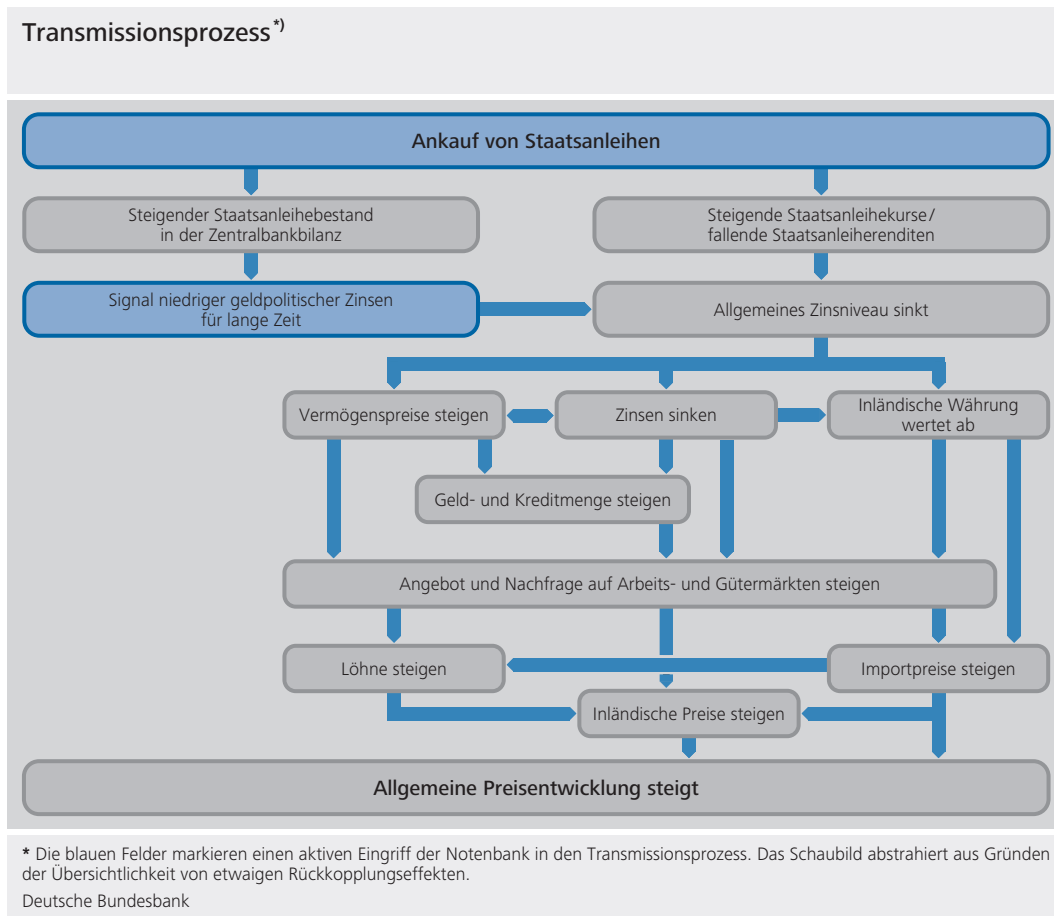 Transmissionsprozess*)
Ankauf von Staatsanleihen
Steigender Staatsanleihebestand
in der Zentralbankbilanz
Steigende Staatsanleihekurse/
fallende Staatsanleiherenditen
Signal niedriger geldpolitischer Zinsen
für lange Zeit
Allgemeines Zinsniveau sinkt
Vermögenspreise steigen
Zinsen sinken
Inländische Währung
wertet ab
Geld- und Kreditmenge steigen
Angebot und Nachfrage auf Arbeits- und Gütermärkten steigen
Löhne steigen
Importpreise steigen
Inländische Preise steigen
Allgemeine Preisentwicklung steigt
* Die blauen Felder markieren einen aktiven Eingriff der Notenbank in den Transmissionsprozess. Das Schaubild abstrahiert aus Gründen
der Übersichtlichkeit von etwaigen Rückkopplungseffekten.
Deutsche Bundesbank